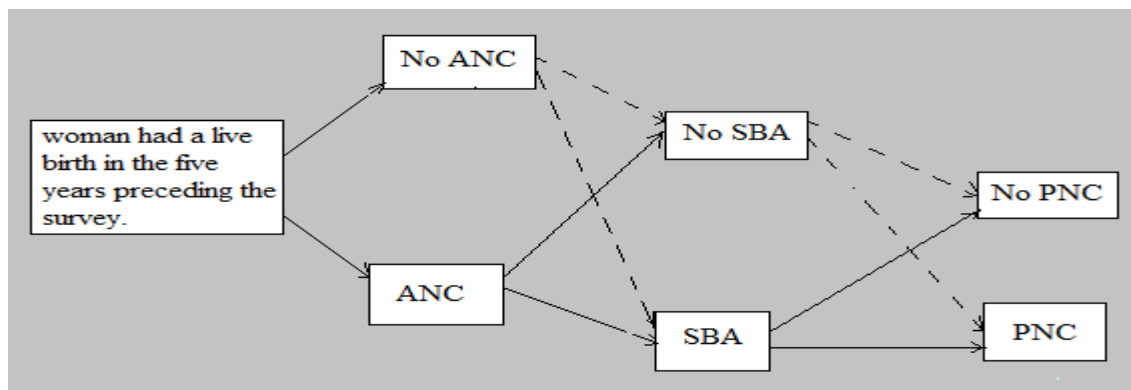 No ANC
woman had a live
birth in the five
years preceding the
survey.
No SBA
No PNC
ANC
SBA
PNC